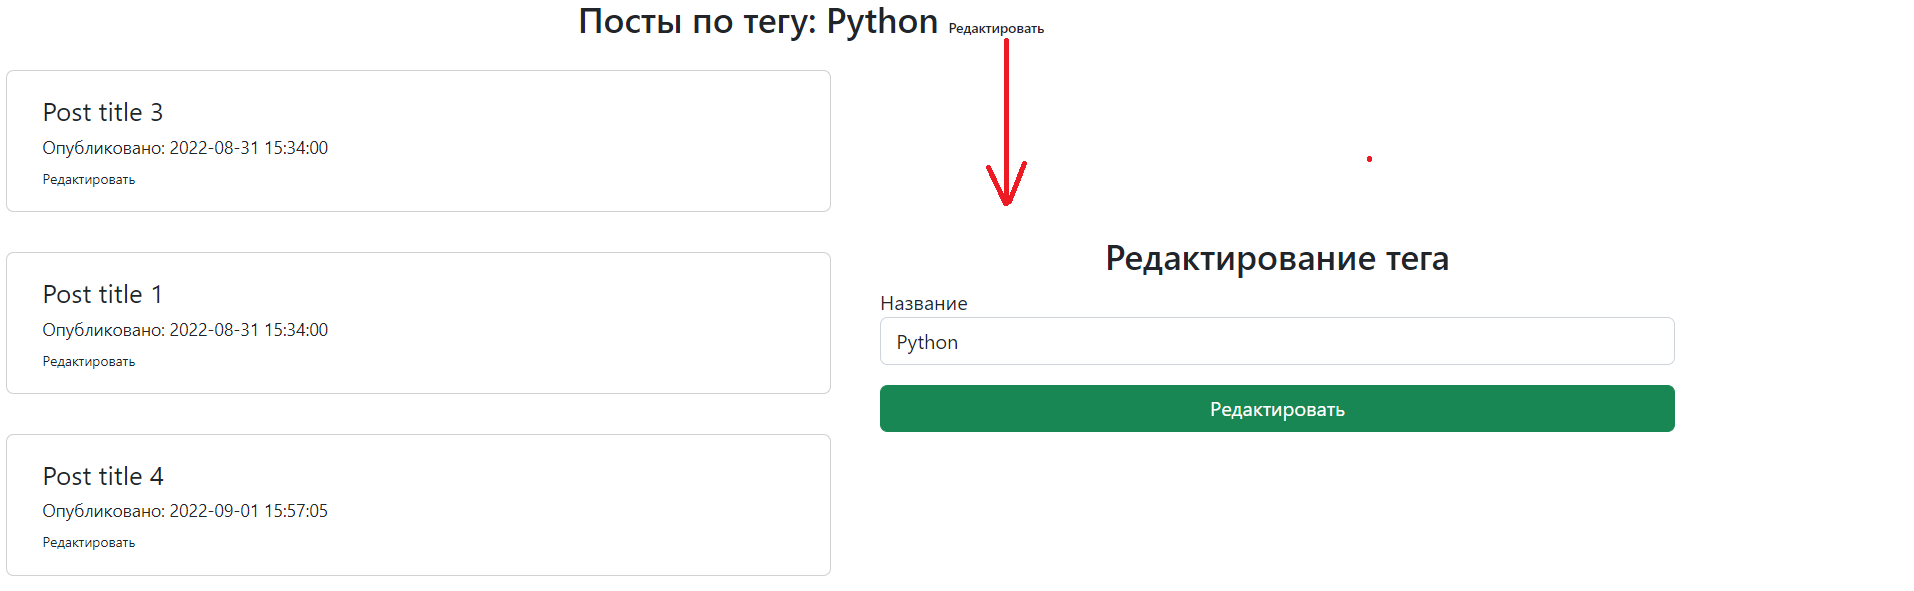 Посты по тегу: Python Редактировать
Post title 3
Опубликовано: 2022-08-31 15:34:00
Редактировать
Post title 1
Опубликовано: 2022-08-31 15:34:00
Редактировать
Post title 4
Опубликовано: 2022-09-01 15:57:05
Редактировать
Редактирование тега
Название
Python
Редактировать